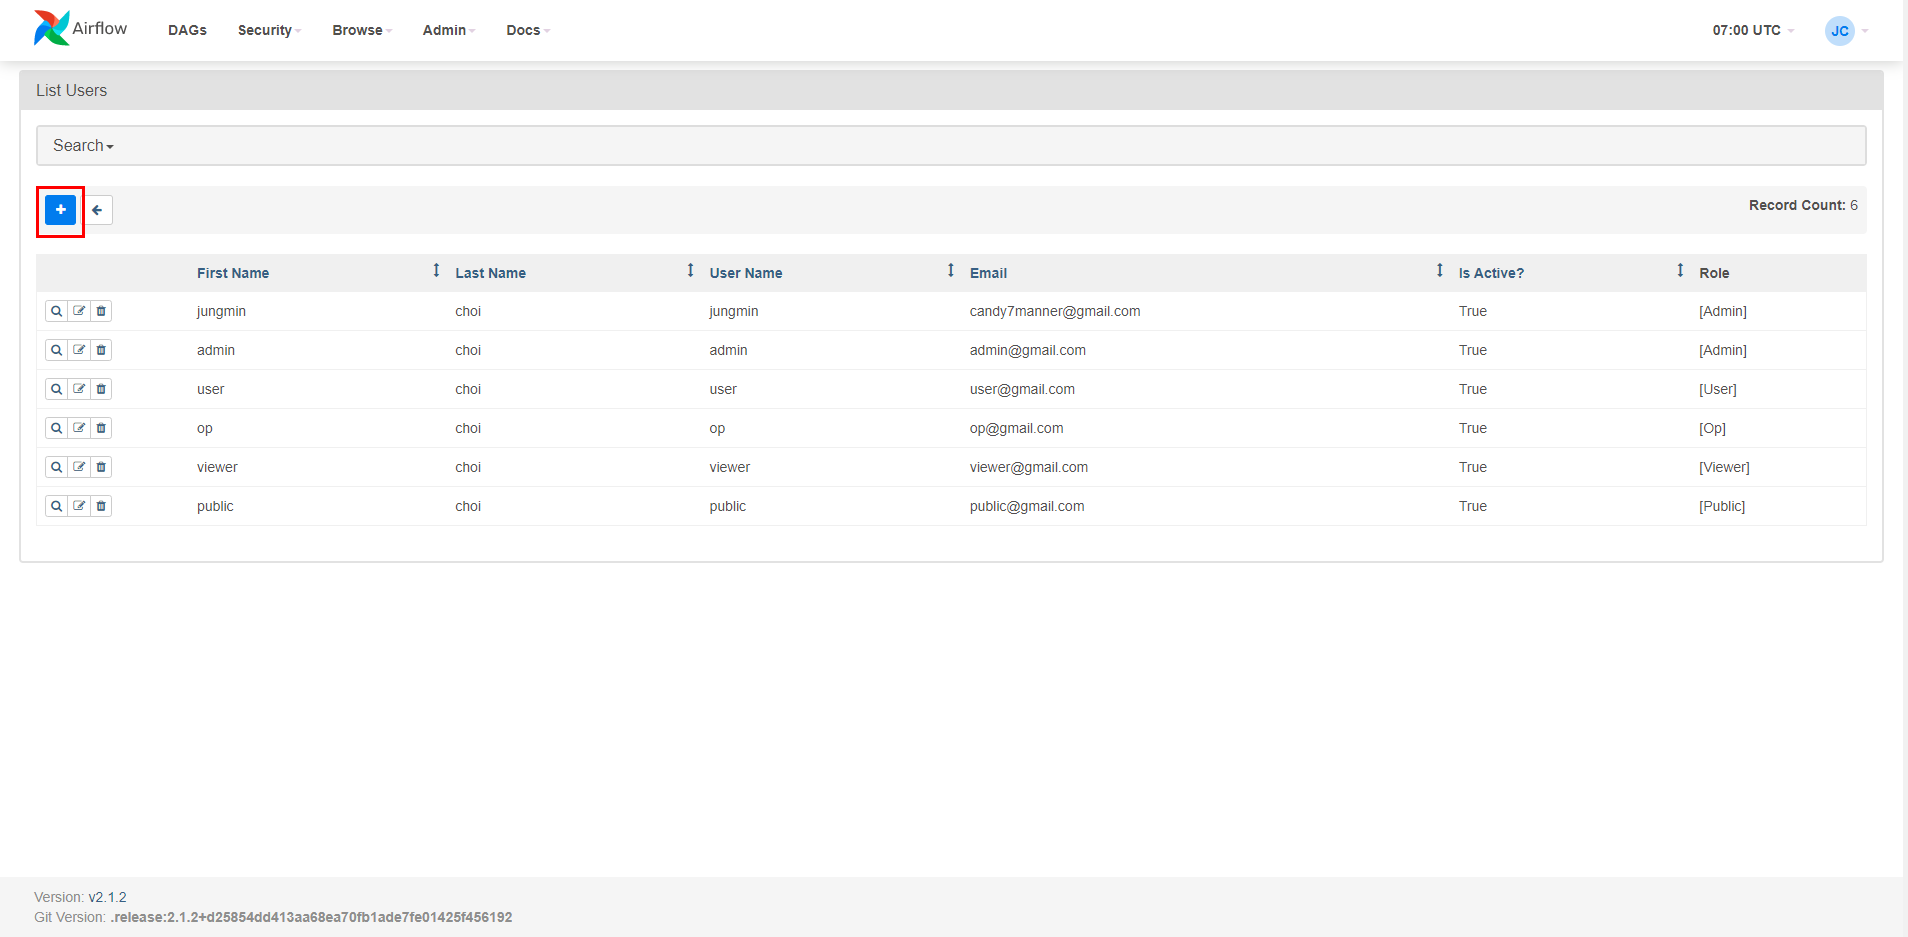 Airflow DAGs Security Browse Admin Docs 07:00 UTC JC
List Users
Search
Record Count: 6
First Name Last Name User Name Email Is Active? Role
jungmin choi jungmin candy7manner@gmail.com True [Admin]
admin choi admin admin@gmail.com True [Admin]
user choi user user@gmail.com True [User]
op choi op op@gmail.com True [Op]
viewer choi viewer viewer@gmail.com True [Viewer]
public choi public public@gmail.com True [Public]
Version: v2.1.2
Git Version: .release:2.1.2+d25854dd413aa68ea70fb1ade7fe01425f456192